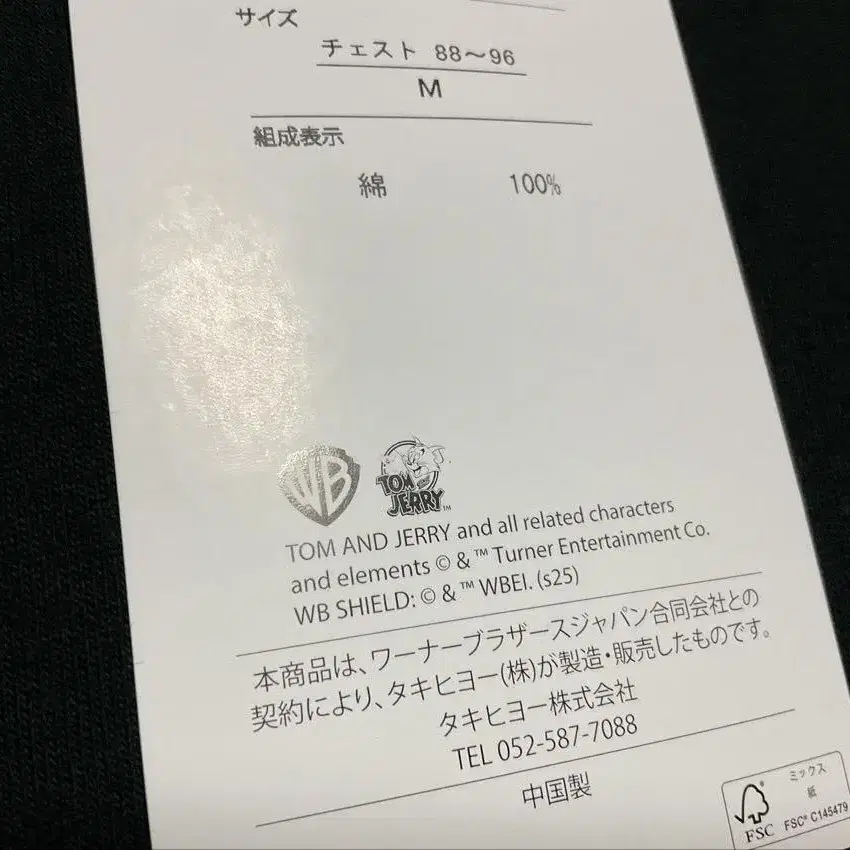 サイズ
チェスト 88～96
M
組成表示
綿 100%
WB
TOM AND JERRY™
TOM AND JERRY and all related characters
and elements © & ™ Turner Entertainment Co.
WB SHIELD: © & ™ WBEI. (s25)
本商品は、ワーナーブラザースジャパン合同会社との
契約により、タキヒヨー(株)が製造・販売したものです。
タキヒヨー株式会社
TEL 052-587-7088
中国製
ミックス
紙
FSC
FSC® C145479